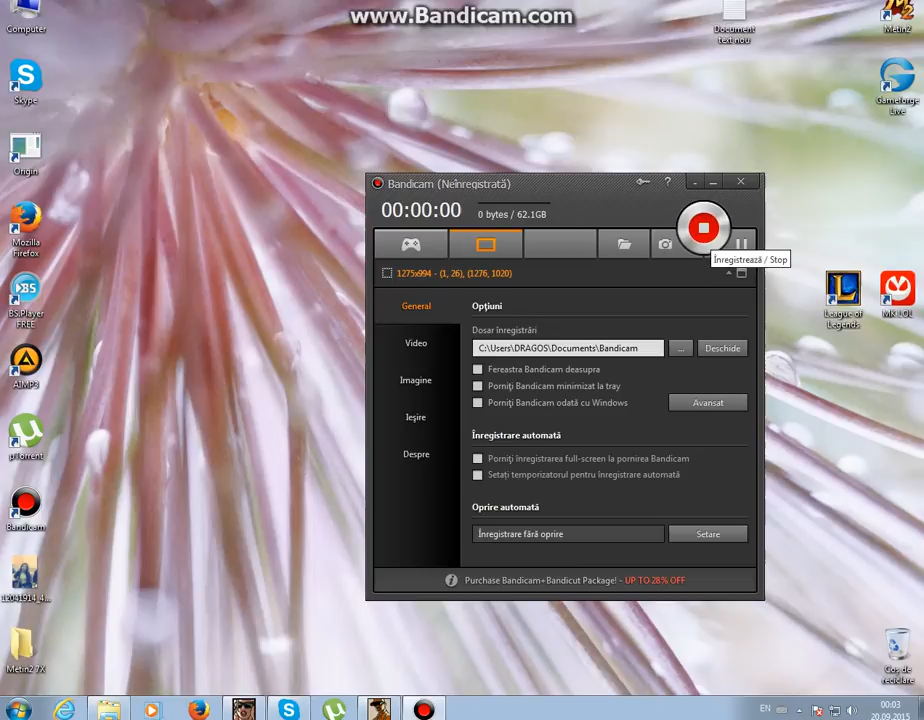 www.Bandicam.com
Computer
Document text nou
Metin2
Skype
Gameforge Live
Origin
Mozilla Firefox
BS.Player FREE
AIMP3
µTorrent
Bandicam
12041914_4...
Metin2 7X
League of Legends
MK LOL
Coș de reciclare
Bandicam (Neînregistrată)
00:00:00
0 bytes / 62.1GB
Înregistrează / Stop
1275x994 - (1, 26), (1276, 1020)
General
Video
Imagine
Ieșire
Despre
Opțiuni
Dosar înregistrări
C:\Users\DRAGOS\Documents\Bandicam
...
Deschide
Fereastra Bandicam deasupra
Porniți Bandicam minimizat la tray
Porniți Bandicam odată cu Windows
Avansat
Înregistrare automată
Porniți înregistrarea full-screen la pornirea Bandicam
Setați temporizatorul pentru înregistrare automată
Oprire automată
Înregistrare fără oprire
Setare
Purchase Bandicam+Bandicut Package! - UP TO 28% OFF
EN
00:03
20.09.2015